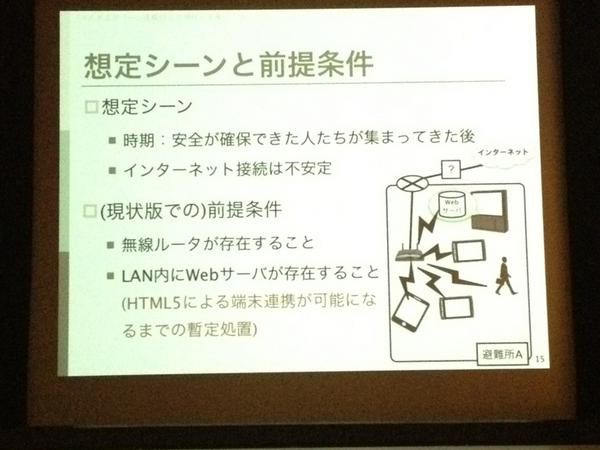 想定シーンと前提条件
想定シーン
時期：安全が確保できた人たちが集まってきた後
インターネット接続は不安定
(現状版での)前提条件
無線ルータが存在すること
LAN内にWebサーバが存在すること
(HTML5による端末連携が可能にな
るまでの暫定処置)
インターネット
?
Web
サーバ
避難所A
15